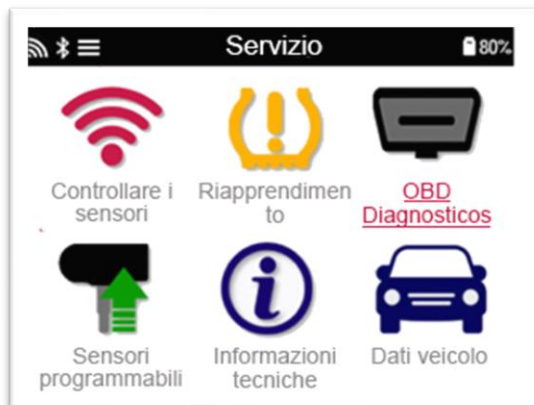 Servizio
80%
Controllare i
sensori
Riapprendimen
to
OBD
Diagnosticos
Sensori
programmabili
Informazioni
tecniche
Dati veicolo